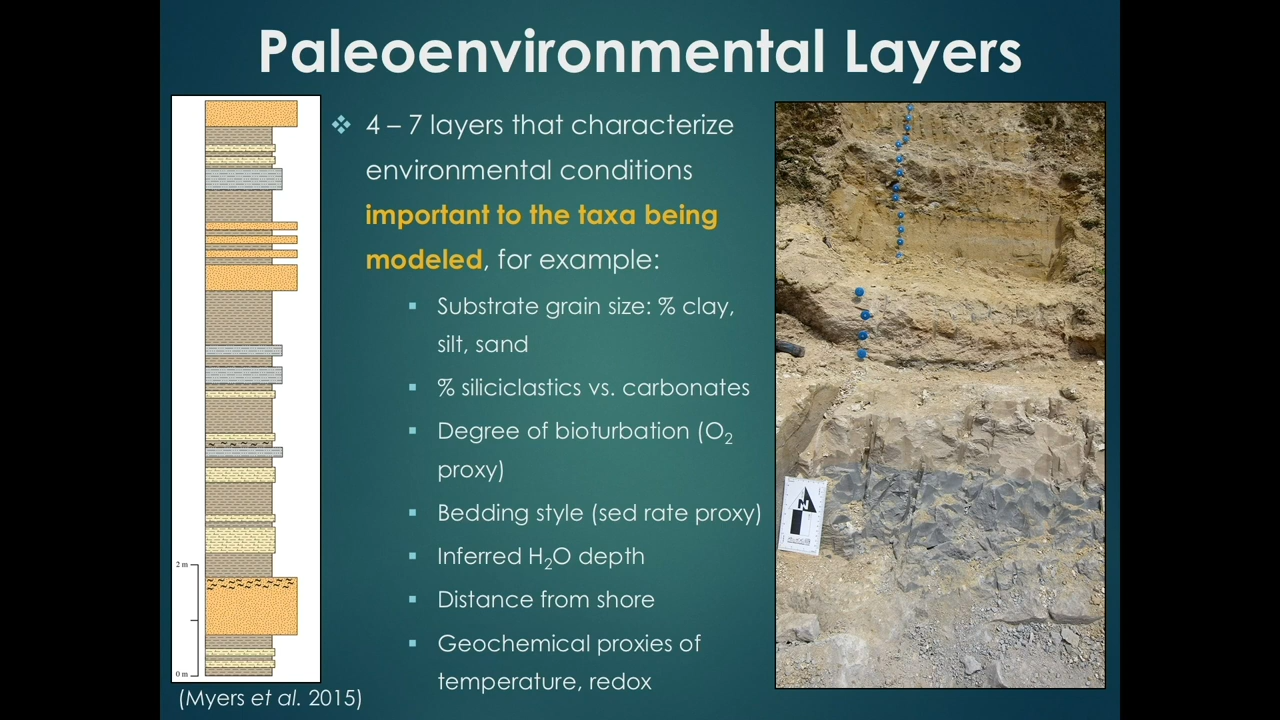 Paleoenvironmental Layers
❖ 4 – 7 layers that characterize
environmental conditions
important to the taxa being
modeled, for example:
▪ Substrate grain size: % clay,
silt, sand
▪ % siliciclastics vs. carbonates
▪ Degree of bioturbation (O₂
proxy)
▪ Bedding style (sed rate proxy)
▪ Inferred H₂O depth
▪ Distance from shore
▪ Geochemical proxies of
temperature, redox
2 m
0 m
(Myers et al. 2015)
N